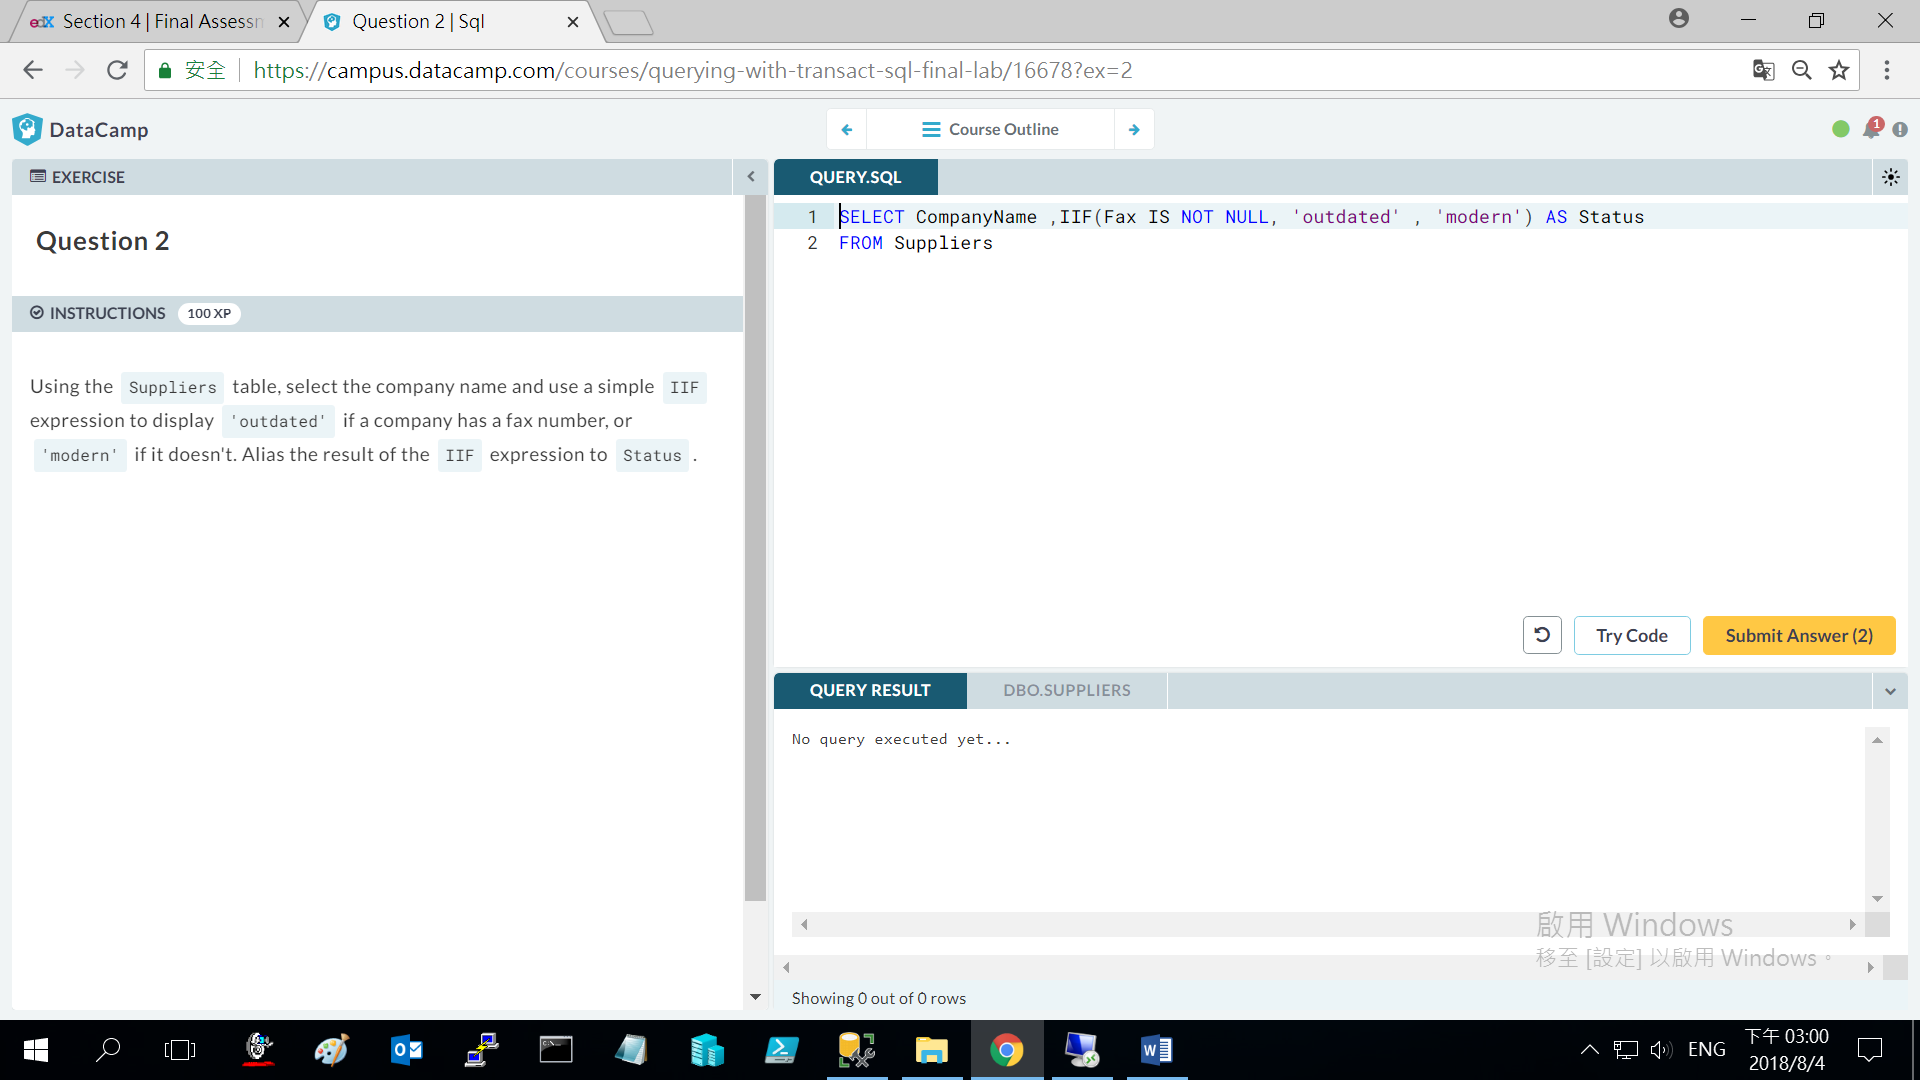 Section 4 | Final Assessm
Question 2 | Sql
安全
https://campus.datacamp.com/courses/querying-with-transact-sql-final-lab/16678?ex=2
DataCamp
Course Outline
1
EXERCISE
Question 2
INSTRUCTIONS 100 XP
Using the Suppliers table, select the company name and use a simple IIF
expression to display 'outdated' if a company has a fax number, or
'modern' if it doesn't. Alias the result of the IIF expression to Status .
QUERY.SQL
1 SELECT CompanyName ,IIF(Fax IS NOT NULL, 'outdated' , 'modern') AS Status
2 FROM Suppliers
Try Code
Submit Answer (2)
QUERY RESULT
DBO.SUPPLIERS
No query executed yet...
啟用 Windows
移至 [設定] 以啟用 Windows。
Showing 0 out of 0 rows
ENG
下午 03:00
2018/8/4